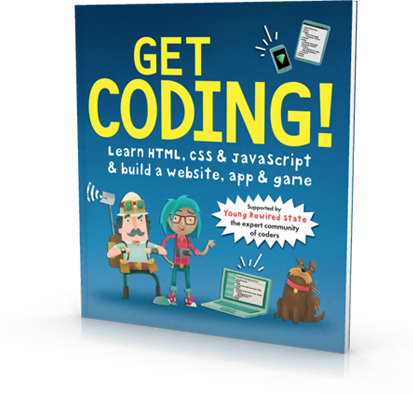 GET
CODING!
Learn HTML, CSS & JavaScript
& build a website, app & game
Supported by
Young Rewired State
the expert community
of coders